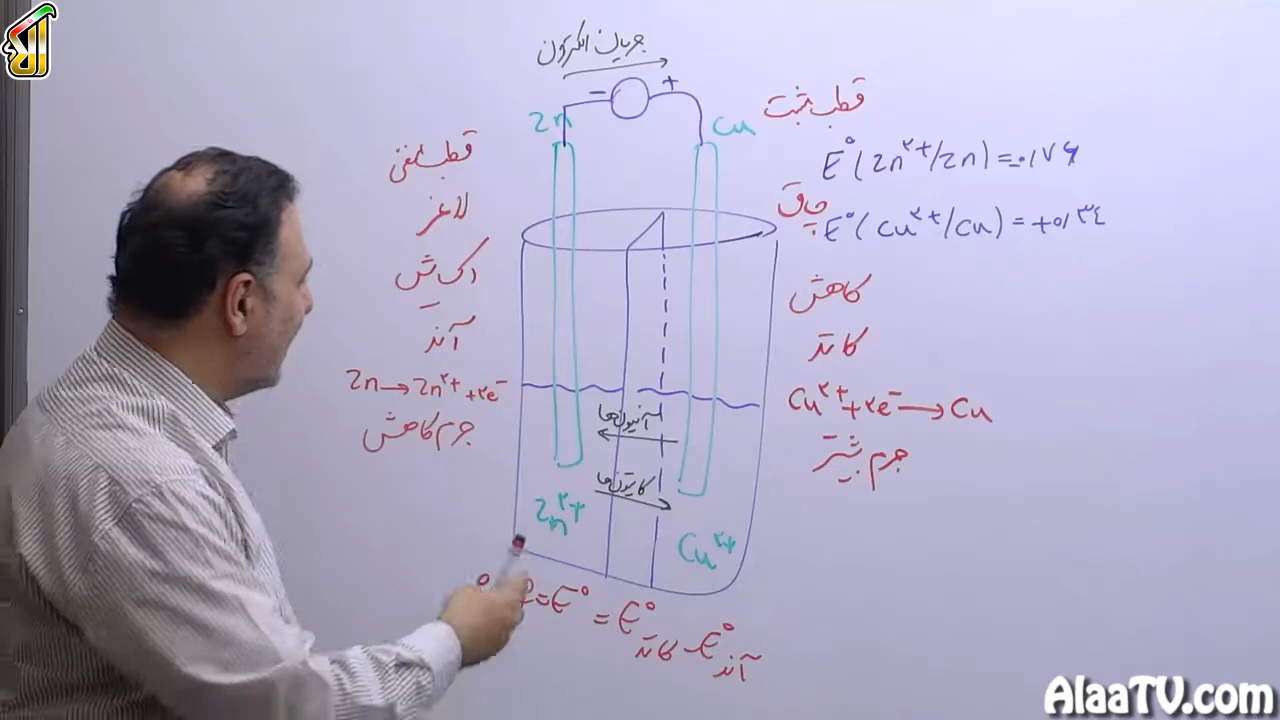 جریان الکترون
− +
Zn
Cu
قطب مثبت
E°(Zn²⁺/Zn) = -۰/۷۶
چاق
E°(Cu²⁺/Cu) = +۰/۳۴
کاهش
کاتد
Cu²⁺ + ۲e⁻ → Cu
جرم بیشتر
قطب منفی
لاغر
اکسایش
آند
Zn → Zn²⁺ + ۲e⁻
جرم کاهش
آنیون‌ها
کاتیون‌ها
Zn²⁺
Cu²⁺
= E° = E° کاتد - E° آند
AlaaTV.com